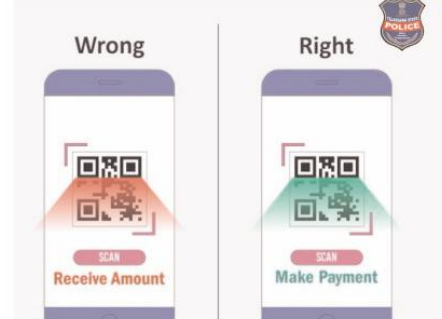 Wrong
Right
POLICE
SCAN
Receive Amount
SCAN
Make Payment